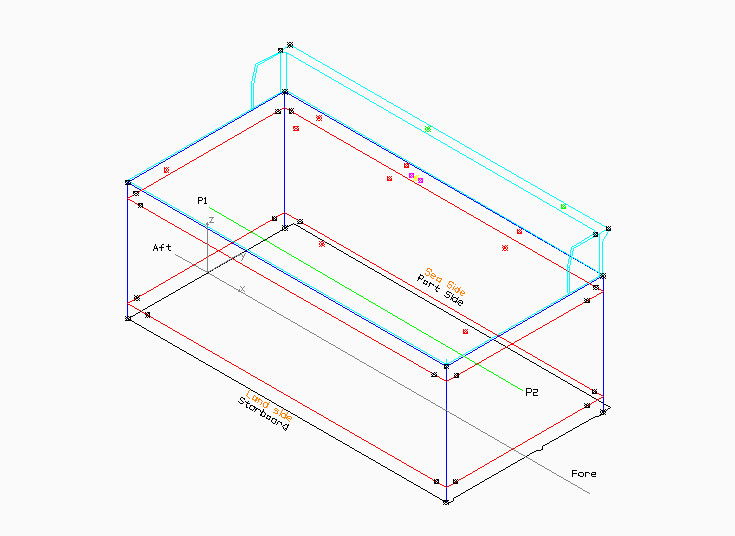 P1
Z
Aft
Y
X
Sea Side
Port Side
P2
Land side
Starboard
Fore